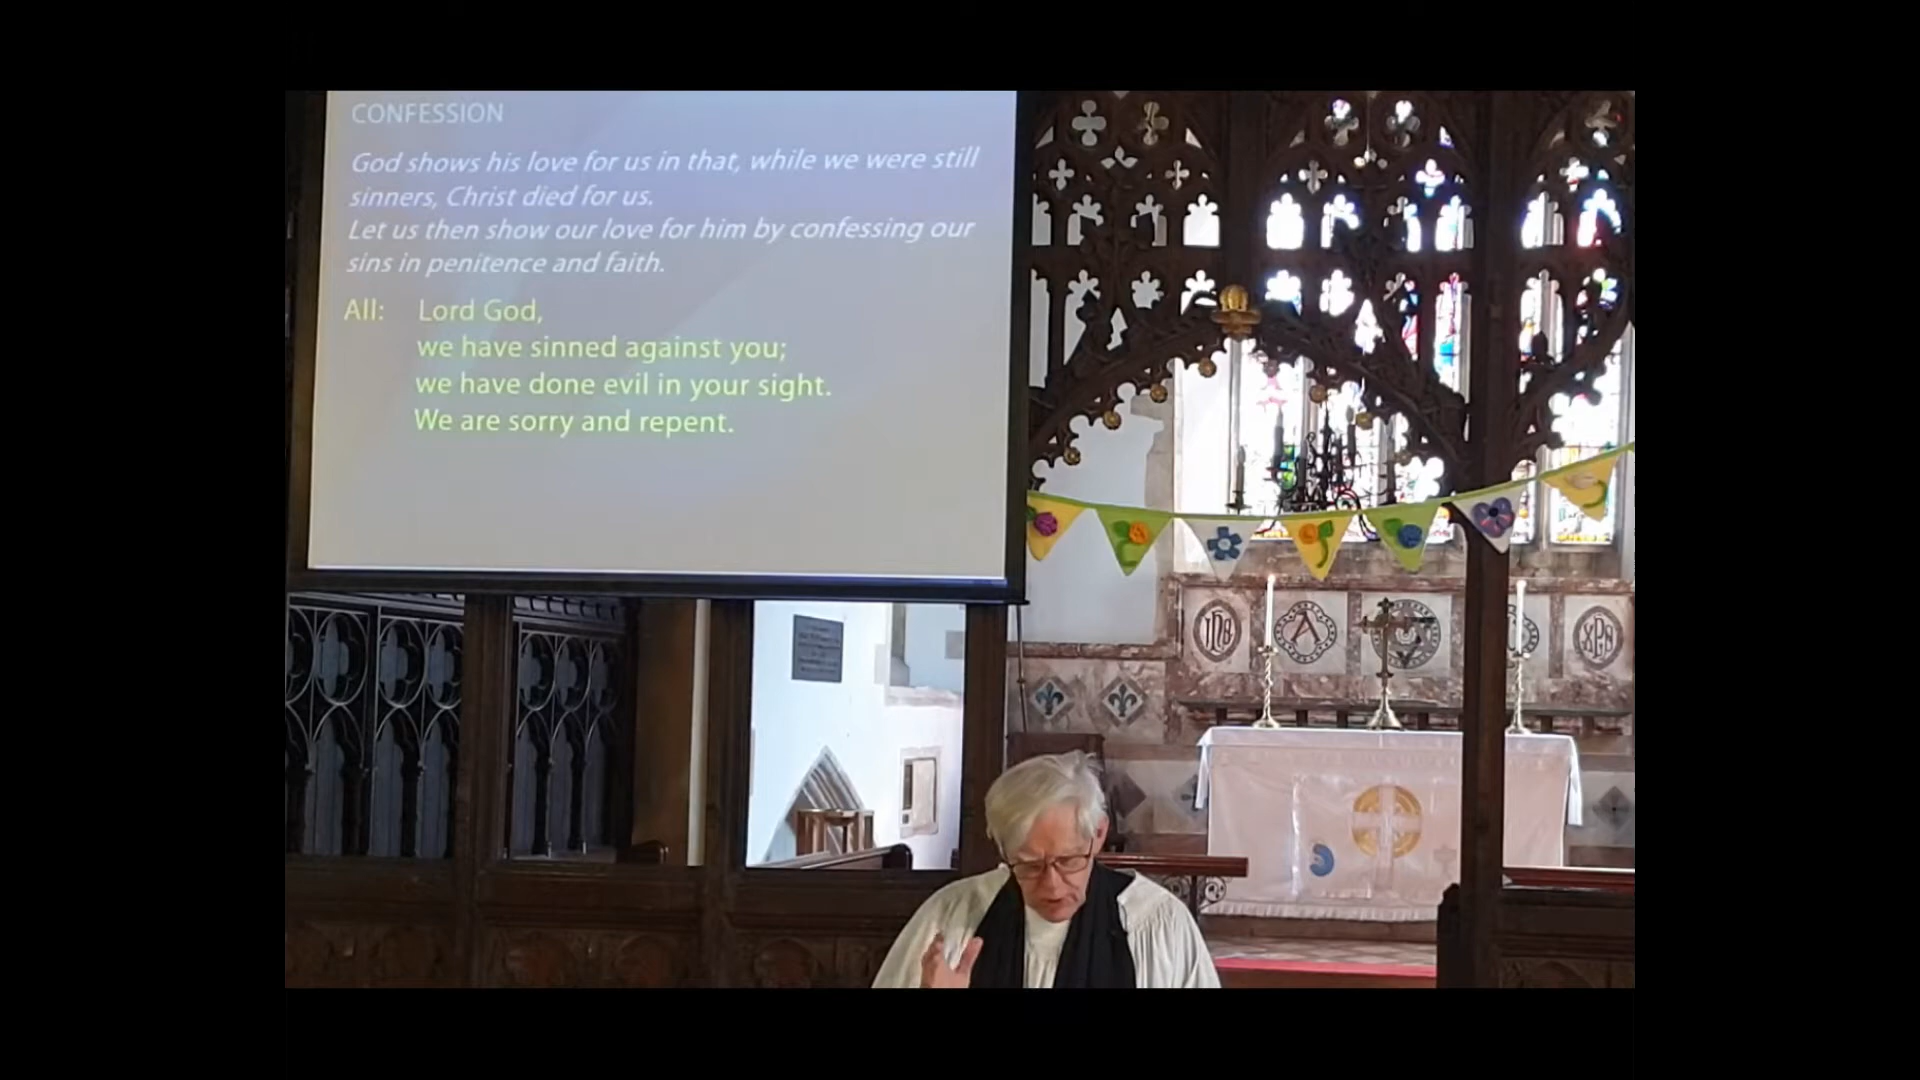 CONFESSION
God shows his love for us in that, while we were still
sinners, Christ died for us.
Let us then show our love for him by confessing our
sins in penitence and faith.
All: Lord God,
we have sinned against you;
we have done evil in your sight.
We are sorry and repent.